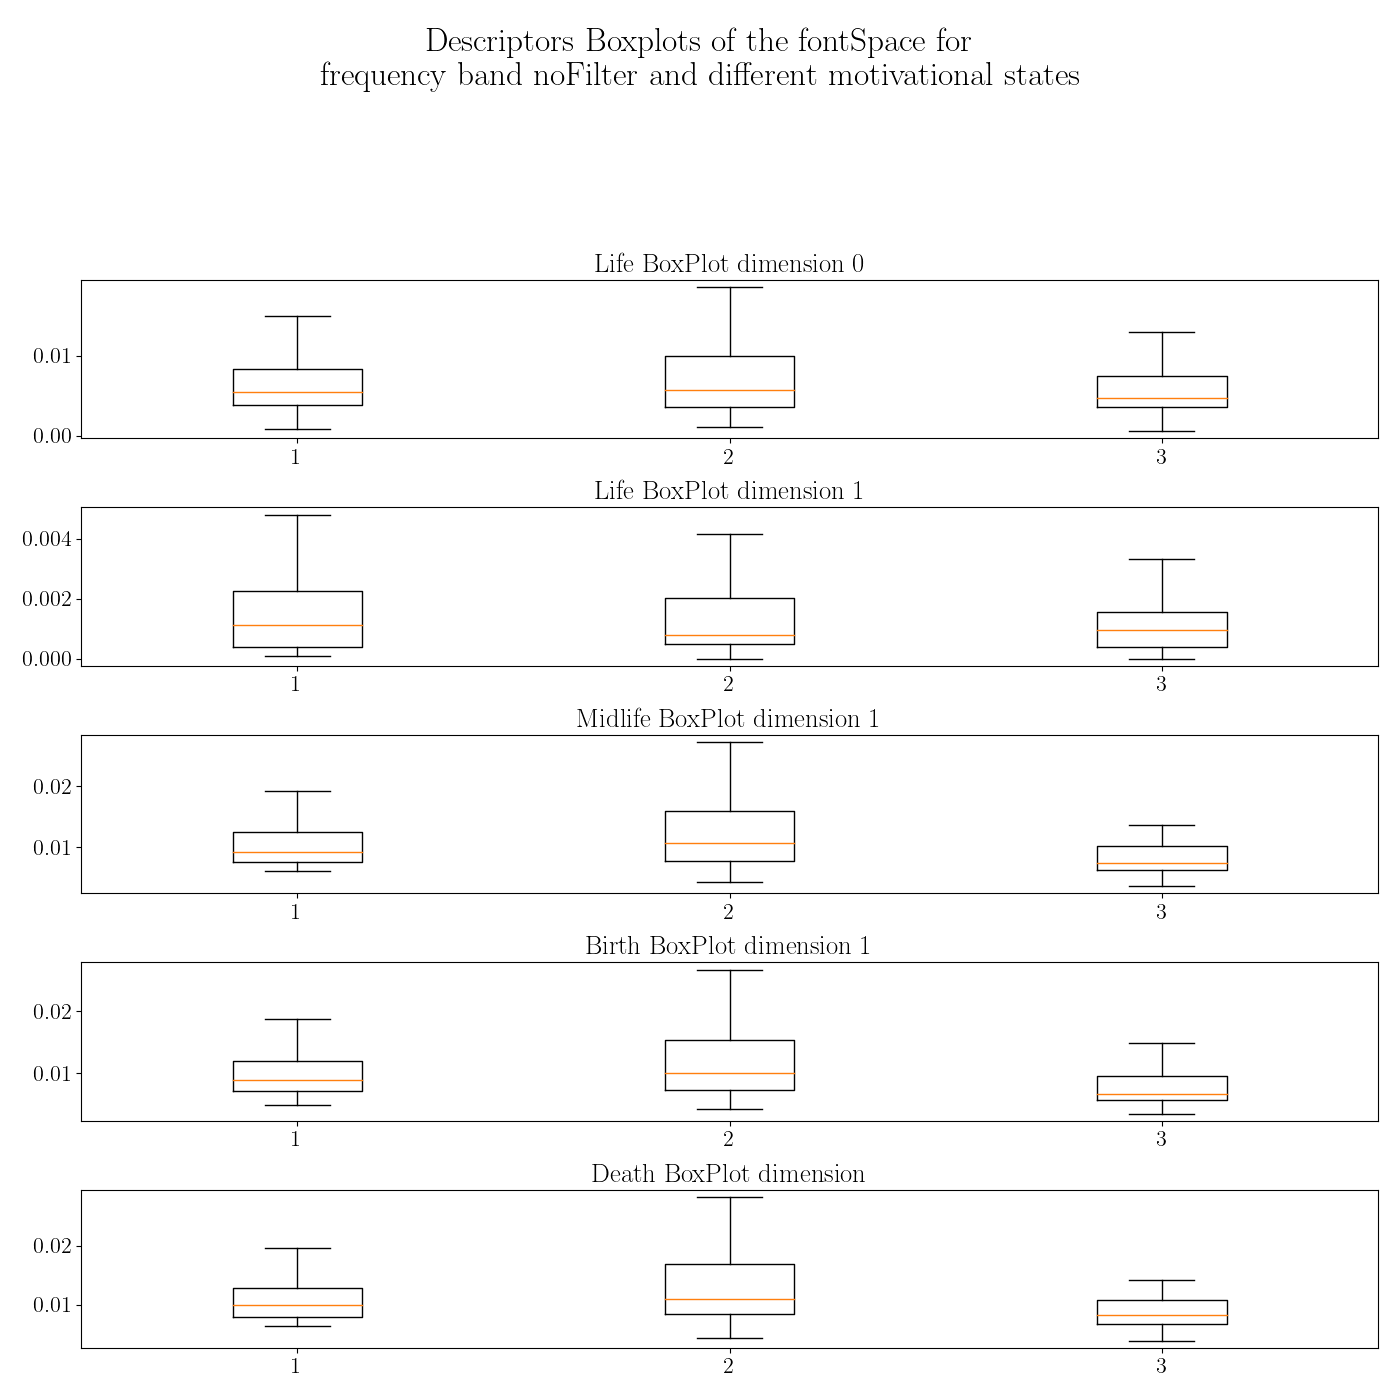 Descriptors Boxplots of the fontSpace for
frequency band noFilter and different motivational states
Life BoxPlot dimension 0
0.01
0.00
1 2 3
Life BoxPlot dimension 1
0.004
0.002
0.000
1 2 3
Midlife BoxPlot dimension 1
0.02
0.01
1 2 3
Birth BoxPlot dimension 1
0.02
0.01
1 2 3
Death BoxPlot dimension
0.02
0.01
1 2 3